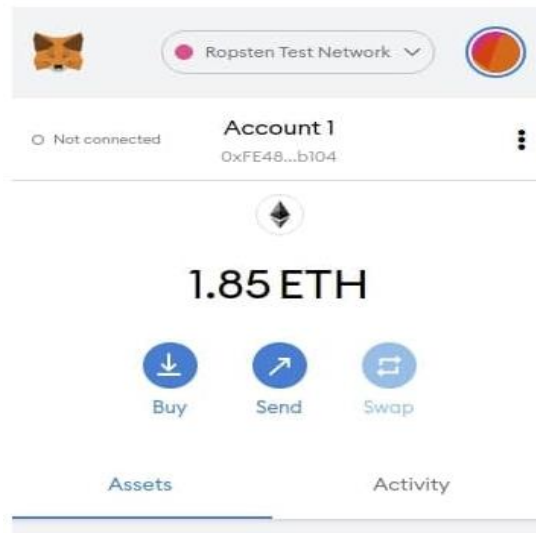 Ropsten Test Network
Not connected
Account 1
0xFE48...b104
1.85 ETH
Buy Send Swap
Assets Activity